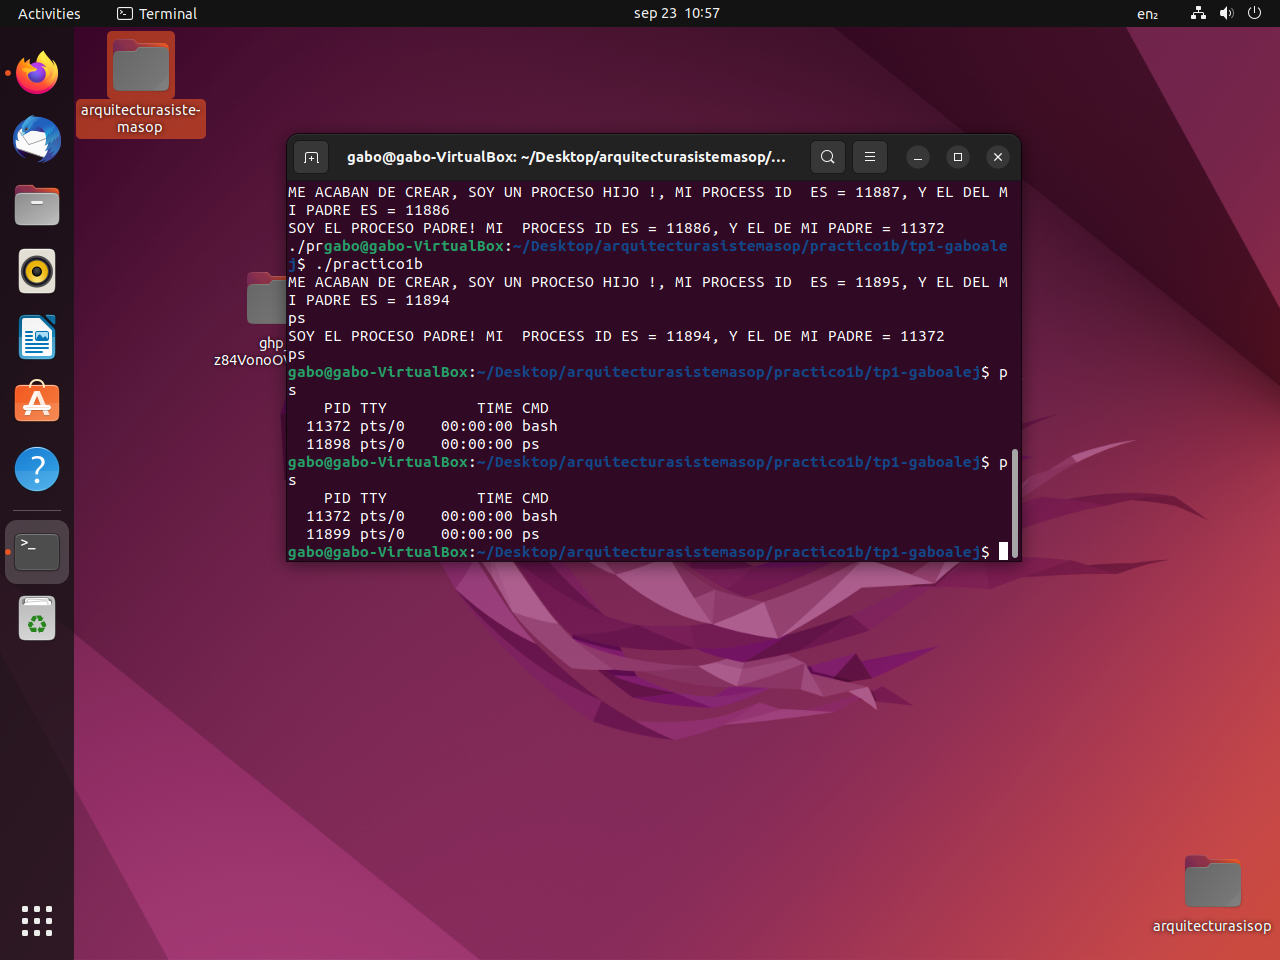 Activities
Terminal
sep 23 10:57
en₂
arquitecturasiste-
masop
gabo@gabo-VirtualBox: ~/Desktop/arquitecturasistemasop/...
ME ACABAN DE CREAR, SOY UN PROCESO HIJO !, MI PROCESS ID  ES = 11887, Y EL DEL M
I PADRE ES = 11886
SOY EL PROCESO PADRE! MI  PROCESS ID ES = 11886, Y EL DE MI PADRE = 11372
./prgabo@gabo-VirtualBox:~/Desktop/arquitecturasistemasop/practico1b/tp1-gaboale
j$ ./practico1b
ME ACABAN DE CREAR, SOY UN PROCESO HIJO !, MI PROCESS ID  ES = 11895, Y EL DEL M
I PADRE ES = 11894
ps
SOY EL PROCESO PADRE! MI  PROCESS ID ES = 11894, Y EL DE MI PADRE = 11372
ps
gabo@gabo-VirtualBox:~/Desktop/arquitecturasistemasop/practico1b/tp1-gaboalej$ p
s
    PID TTY          TIME CMD
  11372 pts/0    00:00:00 bash
  11898 pts/0    00:00:00 ps
gabo@gabo-VirtualBox:~/Desktop/arquitecturasistemasop/practico1b/tp1-gaboalej$ p
s
    PID TTY          TIME CMD
  11372 pts/0    00:00:00 bash
  11899 pts/0    00:00:00 ps
gabo@gabo-VirtualBox:~/Desktop/arquitecturasistemasop/practico1b/tp1-gaboalej$
ghp
z84VonoO
arquitecturasisop